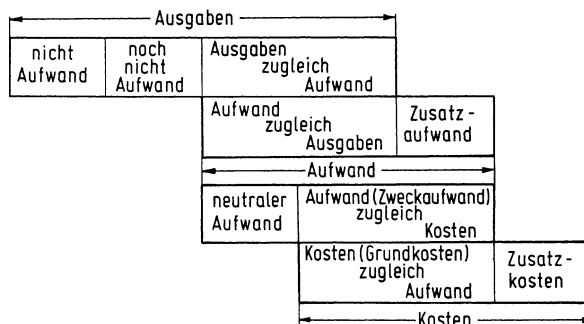 Ausgaben
nicht Aufwand
noch nicht Aufwand
Ausgaben zugleich Aufwand
Aufwand zugleich Ausgaben
Zusatz-
aufwand
Aufwand
neutraler Aufwand
Aufwand (Zweckaufwand) zugleich Kosten
Kosten (Grundkosten) zugleich Aufwand
Zusatz-
kosten
Kosten